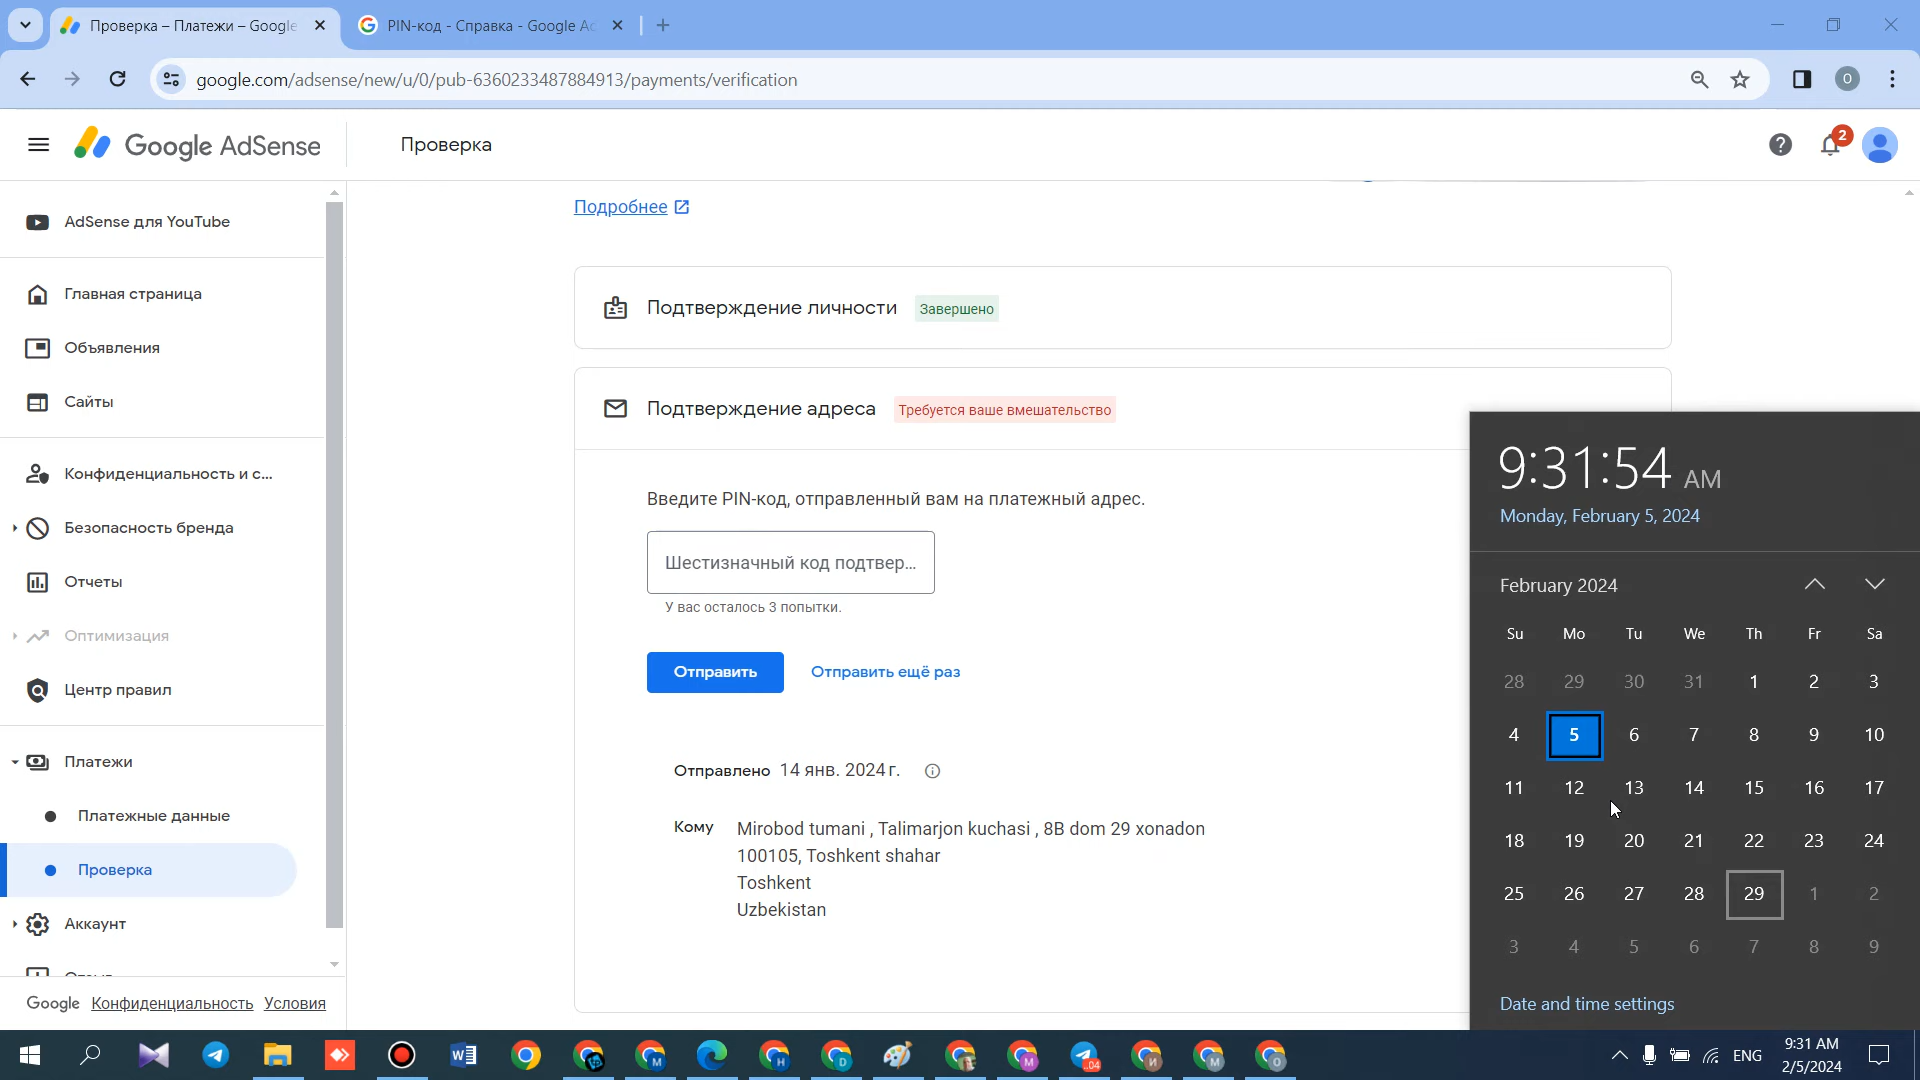 Проверка – Платежи – Google
PIN-код - Справка - Google Ad
google.com/adsense/new/u/0/pub-6360233487884913/payments/verification
O
Google AdSense
Проверка
2
AdSense для YouTube
Главная страница
Объявления
Сайты
Конфиденциальность и с...
Безопасность бренда
Отчеты
Оптимизация
Центр правил
Платежи
Платежные данные
Проверка
Аккаунт
Google Конфиденциальность Условия
Подробнее
Подтверждение личности Завершено
Подтверждение адреса Требуется ваше вмешательство
Введите PIN-код, отправленный вам на платежный адрес.
Шестизначный код подтвер...
У вас осталось 3 попытки.
Отправить Отправить ещё раз
Отправлено 14 янв. 2024 г.
Кому Mirobod tumani , Talimarjon kuchasi , 8B dom 29 xonadon
100105, Toshkent shahar
Toshkent
Uzbekistan
9:31:54 AM
Monday, February 5, 2024
February 2024
Su Mo Tu We Th Fr Sa
28 29 30 31 1 2 3
4 5 6 7 8 9 10
11 12 13 14 15 16 17
18 19 20 21 22 23 24
25 26 27 28 29 1 2
3 4 5 6 7 8 9
Date and time settings
ENG
9:31 AM
2/5/2024